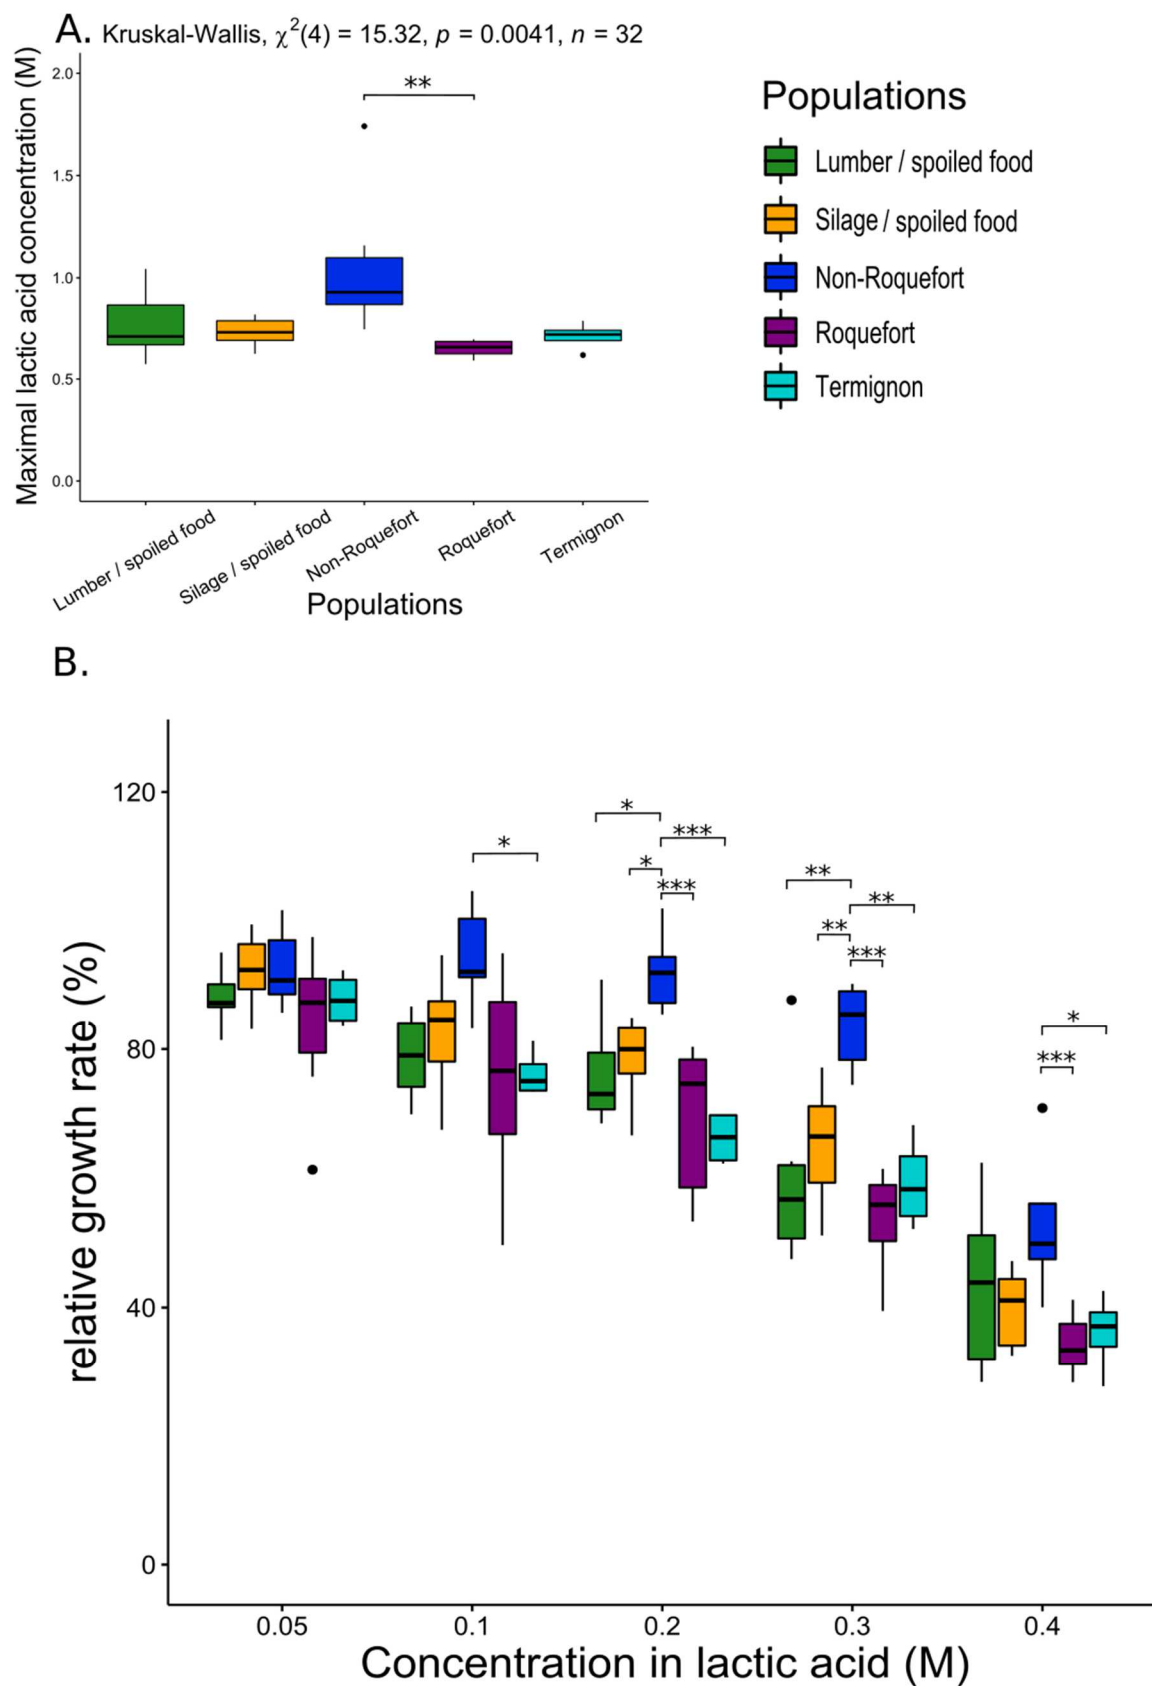 A. Kruskal-Wallis, χ²(4) = 15.32, p = 0.0041, n = 32
Maximal lactic acid concentration (M)
2.0
1.5
1.0
0.5
0.0
**
Lumber / spoiled food
Silage / spoiled food
Non-Roquefort
Roquefort
Termignon
Populations
Populations
Lumber / spoiled food
Silage / spoiled food
Non-Roquefort
Roquefort
Termignon
B.
relative growth rate (%)
120
80
40
0
*
*
***
*
***
**
**
**
***
*
***
0.05 0.1 0.2 0.3 0.4
Concentration in lactic acid (M)